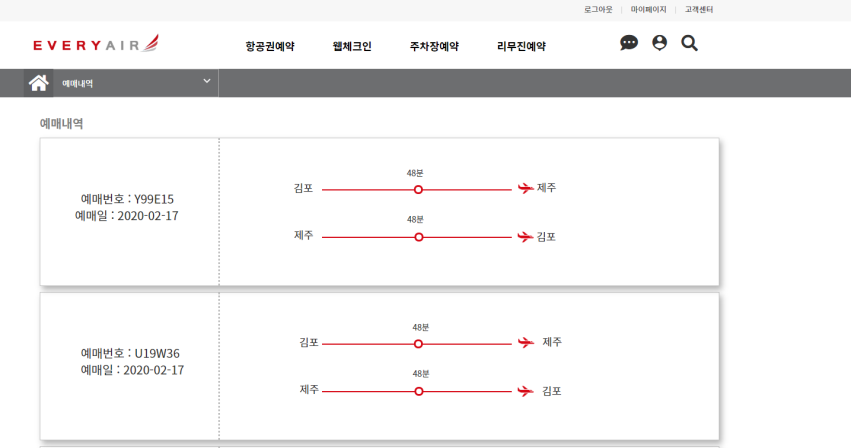 로그아웃 | 마이페이지 | 고객센터
EVERYAIR 항공권예약 웹체크인 주차장예약 리무진예약
예매내역
예매내역
예매번호 : Y99E15
예매일 : 2020-02-17
48분
김포 제주
48분
제주 김포
예매번호 : U19W36
예매일 : 2020-02-17
48분
김포 제주
48분
제주 김포